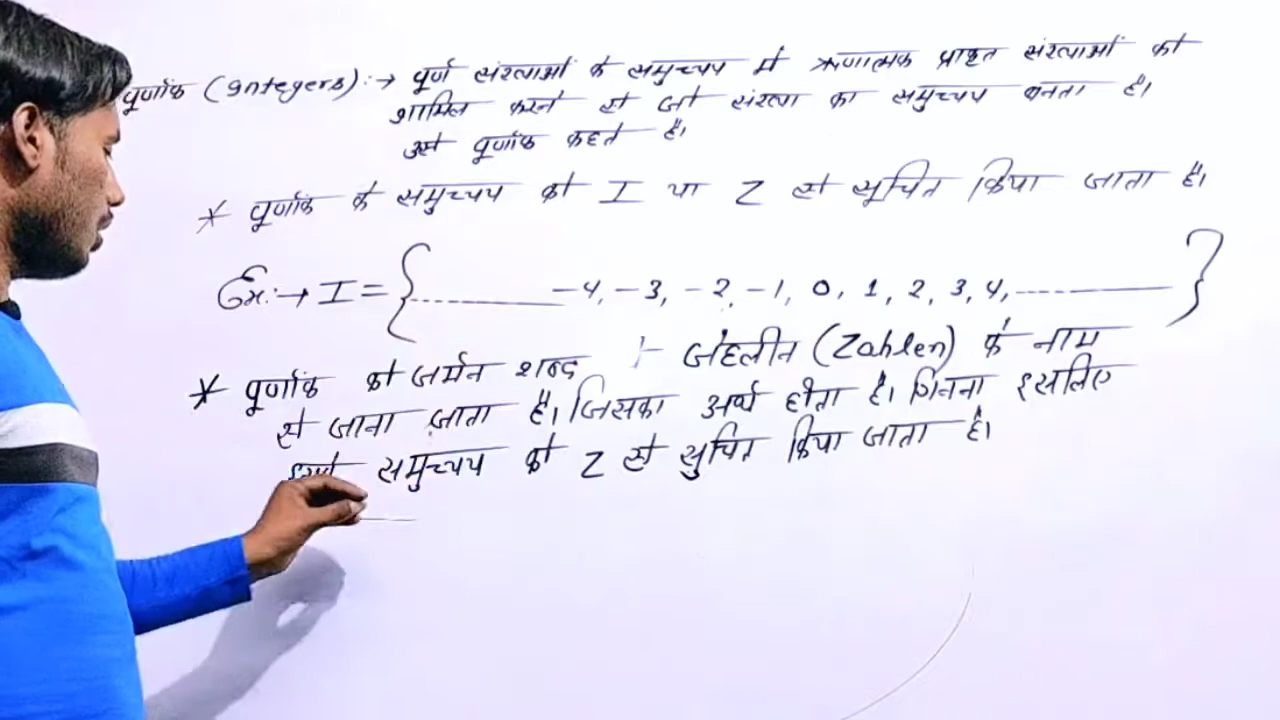 पूर्णांक (Integers):→ पूर्ण संख्याओं के समुच्चय में ऋणात्मक प्राकृत संख्याओं को
शामिल करने से जो संख्या का समुच्चय बनता है।
उसे पूर्णांक कहते है।
* पूर्णांक के समुच्चय को I या Z से सूचित किया जाता है।
Ex:→ I = {............ -4, -3, -2, -1, 0, 1, 2, 3, 4, ............}
* पूर्णांक को जर्मन शब्द :- जेहलीन (Zahlen) के नाम
से जाना जाता है। जिसका अर्थ होता है। गिनना इसलिए
समुच्चय को Z से सुचित किया जाता है।